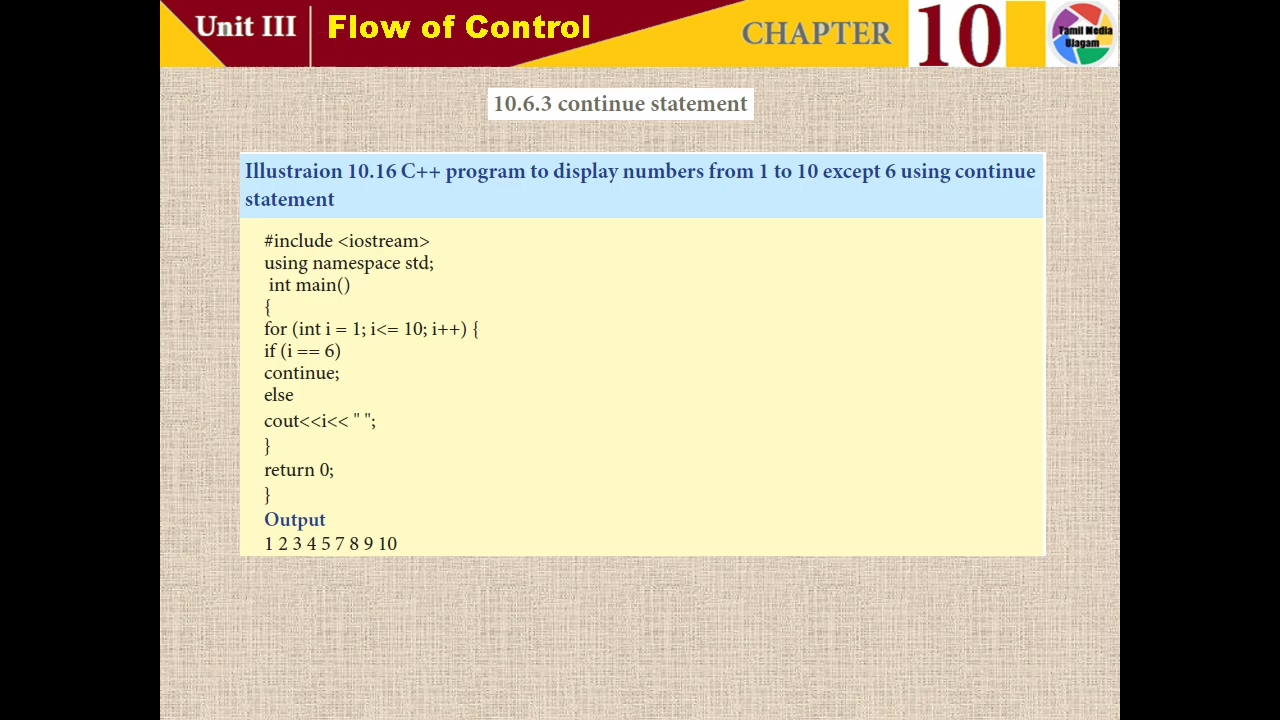 Unit III
Flow of Control
CHAPTER 10
Tamil Media
Ulagam
10.6.3 continue statement
Illustraion 10.16 C++ program to display numbers from 1 to 10 except 6 using continue
statement
#include <iostream>
using namespace std;
int main()
{
for (int i = 1; i<= 10; i++) {
if (i == 6)
continue;
else
cout<<i<< " ";
}
return 0;
}
Output
1 2 3 4 5 7 8 9 10